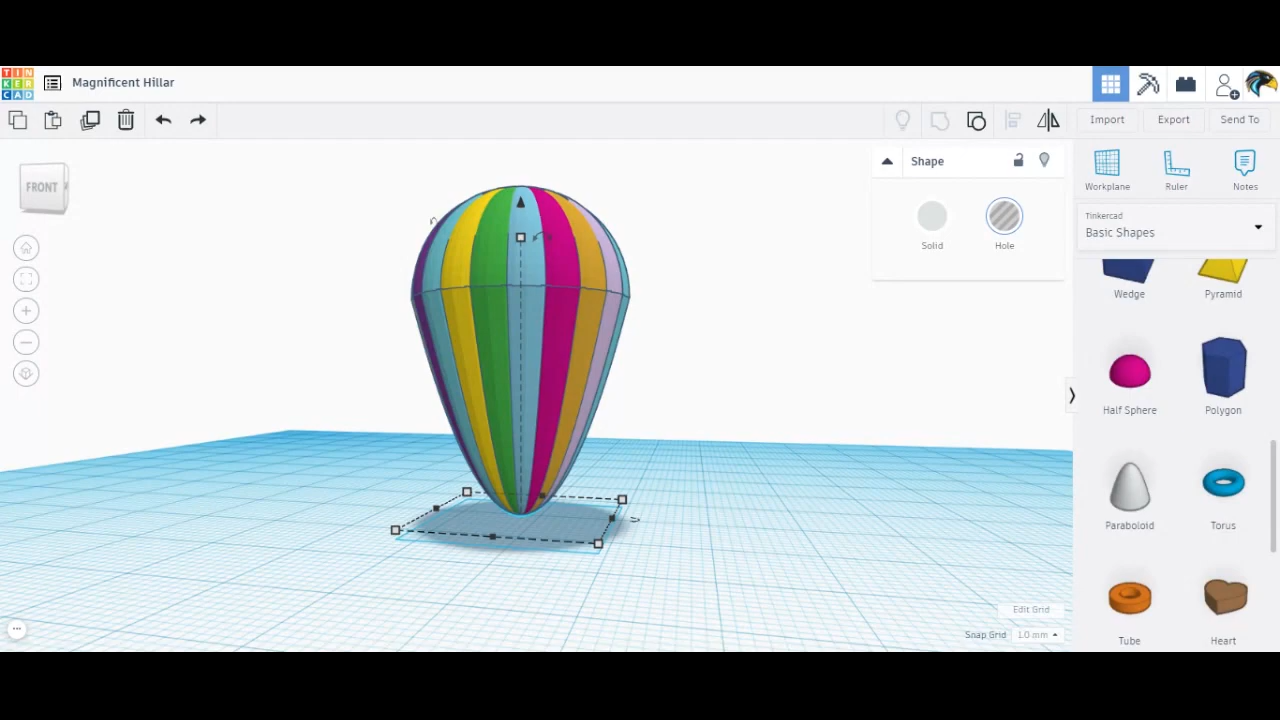 TIN
KER
CAD
Magnificent Hillar
Import
Export
Send To
FRONT
Shape
Solid
Hole
Workplane
Ruler
Notes
Tinkercad
Basic Shapes
Wedge
Pyramid
Half Sphere
Polygon
Paraboloid
Torus
Tube
Heart
Edit Grid
Snap Grid
1.0 mm